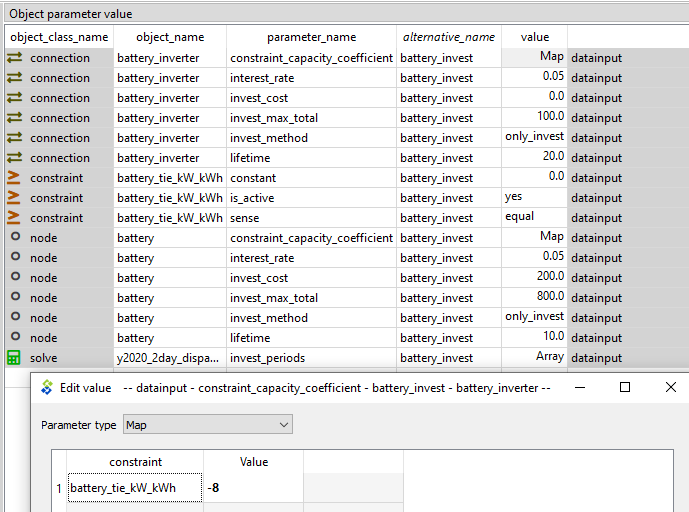 Object parameter value
object_class_name object_name parameter_name alternative_name value
connection battery_inverter constraint_capacity_coefficient battery_invest Map datainput
connection battery_inverter interest_rate battery_invest 0.05 datainput
connection battery_inverter invest_cost battery_invest 0.0 datainput
connection battery_inverter invest_max_total battery_invest 100.0 datainput
connection battery_inverter invest_method battery_invest only_invest datainput
connection battery_inverter lifetime battery_invest 20.0 datainput
constraint battery_tie_kW_kWh constant battery_invest 0.0 datainput
constraint battery_tie_kW_kWh is_active battery_invest yes datainput
constraint battery_tie_kW_kWh sense battery_invest equal datainput
node battery constraint_capacity_coefficient battery_invest Map datainput
node battery interest_rate battery_invest 0.05 datainput
node battery invest_cost battery_invest 200.0 datainput
node battery invest_max_total battery_invest 800.0 datainput
node battery invest_method battery_invest only_invest datainput
node battery lifetime battery_invest 10.0 datainput
solve y2020_2day_dispa... invest_periods battery_invest Array datainput
Edit value -- datainput - constraint_capacity_coefficient - battery_invest - battery_inverter --
Parameter type Map
constraint Value
1 battery_tie_kW_kWh -8